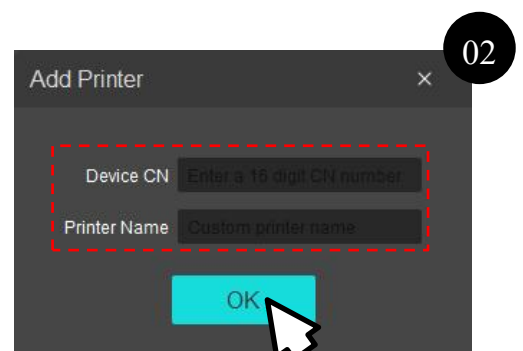 02
Add Printer ×
Device CN Enter a 16 digit CN number
Printer Name Custom printer name
OK